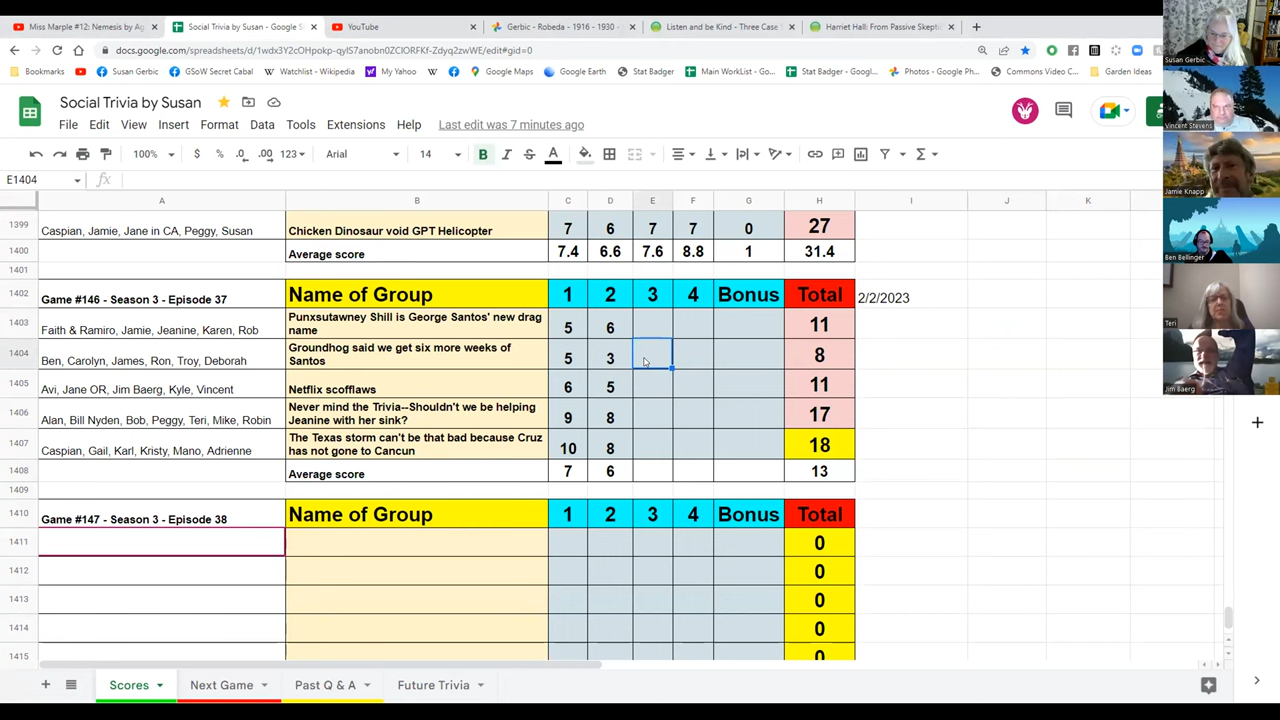 Miss Marple #12: Nemesis by Ag
Social Trivia by Susan - Google S
YouTube
Gerbic - Robeda - 1916 - 1930 -
Listen and be Kind - Three Case
Harriet Hall: From Passive Skepti
docs.google.com/spreadsheets/d/1wdx3Y2cOHpokp-qyIS7anobn0ZClORFKf-Zdyq2zwWE/edit#gid=0
Bookmarks
Susan Gerbic
GSoW Secret Cabal
Watchlist - Wikipedia
My Yahoo
Google Maps
Google Earth
Stat Badger
Main WorkList - Go...
Stat Badger - Goo...
Photos - Google Ph...
Commons Video C...
Garden Ideas
Social Trivia by Susan
File Edit View Insert Format Data Tools Extensions Help Last edit was 7 minutes ago
100% $ % .0 .00 123 Arial 14 B I S A
E1404 fx
A B C D E F G H I J K
1399 Caspian, Jamie, Jane in CA, Peggy, Susan Chicken Dinosaur void GPT Helicopter 7 6 7 7 0 27
1400 Average score 7.4 6.6 7.6 8.8 1 31.4
1401
1402 Game #146 - Season 3 - Episode 37 Name of Group 1 2 3 4 Bonus Total 2/2/2023
1403 Faith & Ramiro, Jamie, Jeanine, Karen, Rob Punxsutawney Shill is George Santos' new drag
name 5 6 11
1404 Ben, Carolyn, James, Ron, Troy, Deborah Groundhog said we get six more weeks of
Santos 5 3 8
1405 Avi, Jane OR, Jim Baerg, Kyle, Vincent Netflix scofflaws 6 5 11
1406 Alan, Bill Nyden, Bob, Peggy, Teri, Mike, Robin Never mind the Trivia--Shouldn't we be helping
Jeanine with her sink? 9 8 17
1407 Caspian, Gail, Karl, Kristy, Mano, Adrienne The Texas storm can't be that bad because Cruz
has not gone to Cancun 10 8 18
1408 Average score 7 6 13
1409
1410 Game #147 - Season 3 - Episode 38 Name of Group 1 2 3 4 Bonus Total
1411 0
1412 0
1413 0
1414 0
1415 0
Scores Next Game Past Q & A Future Trivia
Susan Gerbic
Vincent Stevens
Jamie Knapp
Ben Bellinger
Teri
Jim Baerg